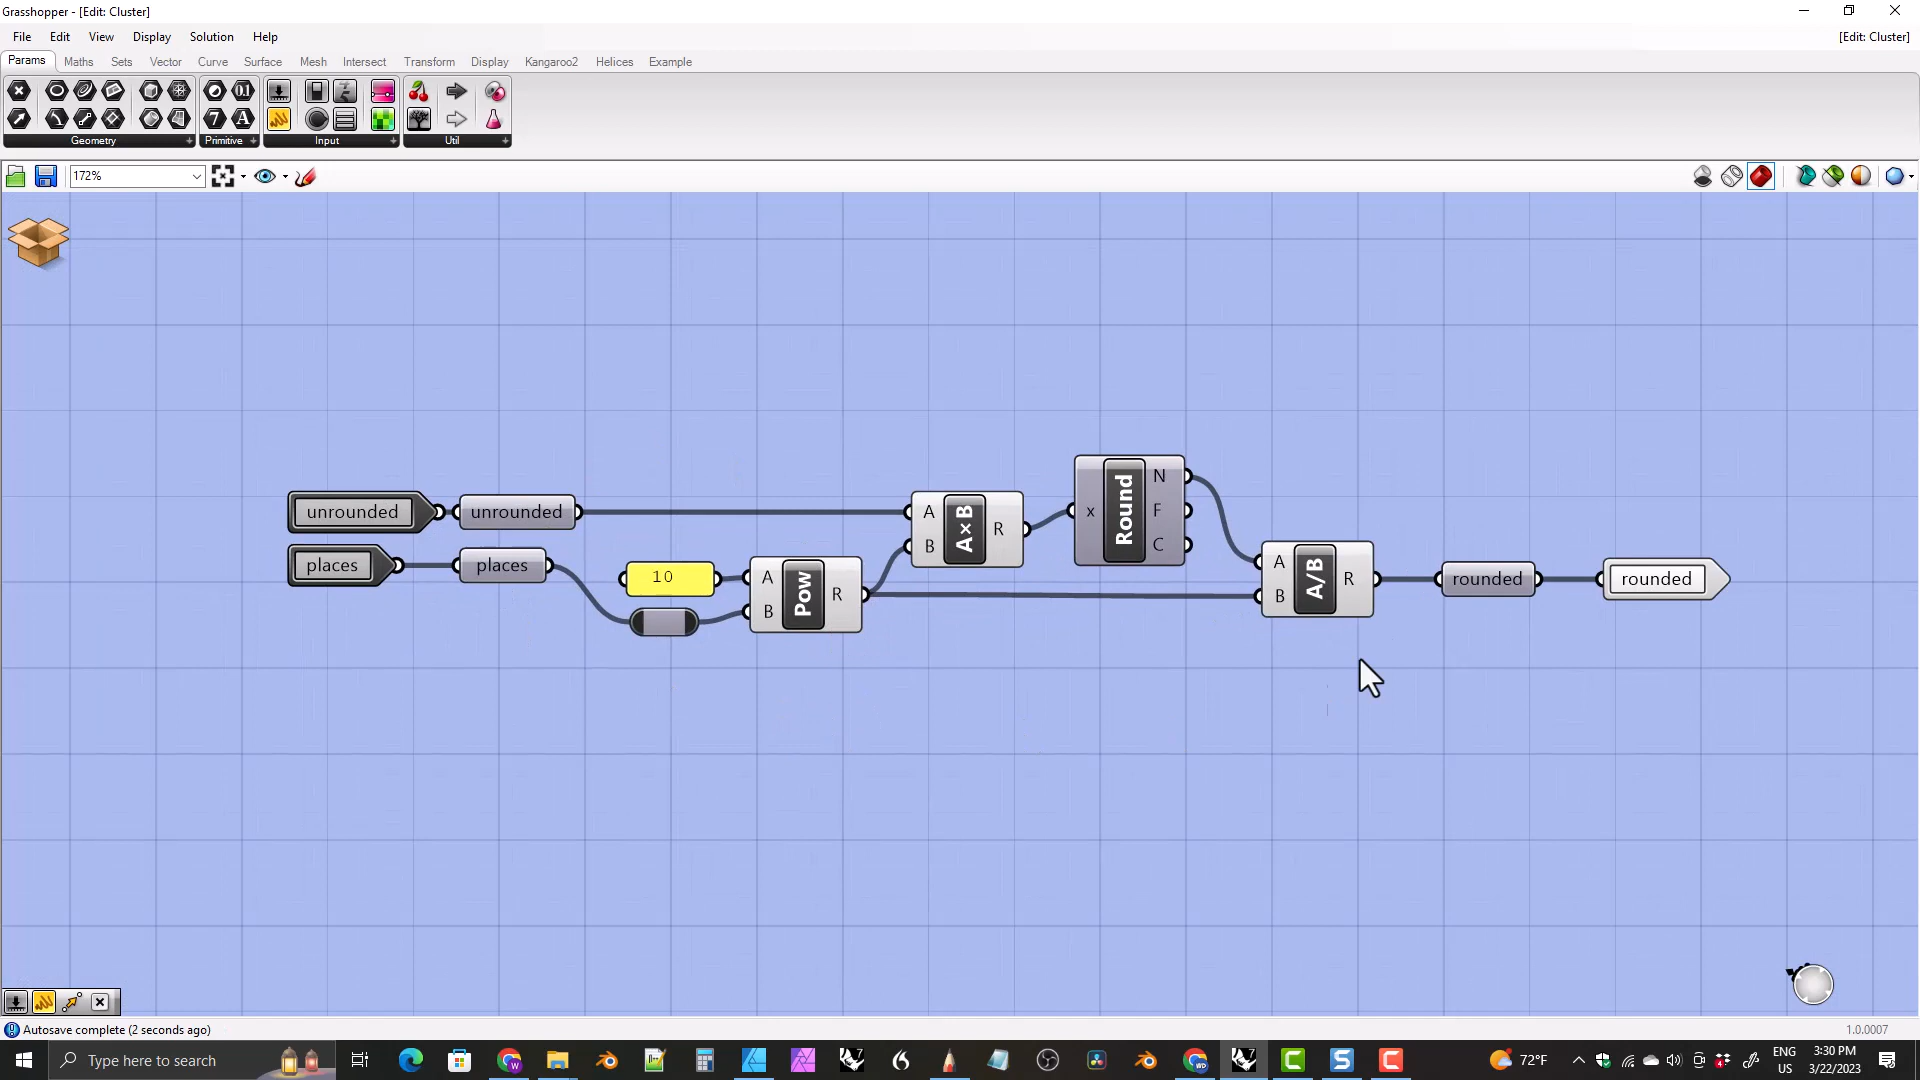 Grasshopper - [Edit: Cluster]
File Edit View Display Solution Help [Edit: Cluster]
Params Maths Sets Vector Curve Surface Mesh Intersect Transform Display Kangaroo2 Helices Example
Geometry Primitive Input Util
172%
unrounded
unrounded
places
places
10
A
B
Pow
R
A
B
A×B
R
x
Round
N
F
C
A
B
A/B
R
rounded
rounded
Autosave complete (2 seconds ago) 1.0.0007
Type here to search
72°F
ENG
US
3:30 PM
3/22/2023